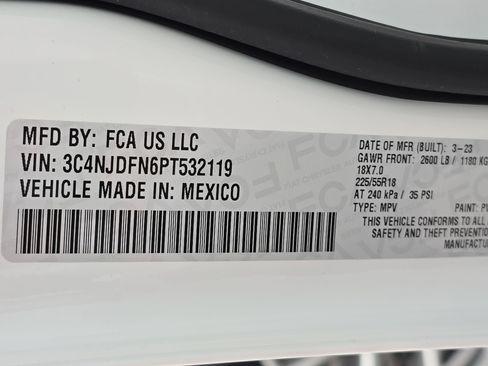 MFD BY: FCA US LLC
VIN: 3C4NJDFN6PT532119
VEHICLE MADE IN: MEXICO
DATE OF MFR (BUILT): 3-23
GAWR FRONT: 2600 LB / 1180 KG
18X7.0
225/55R18
AT 240 kPa / 35 PSI
TYPE: MPV PAINT: P
THIS VEHICLE CONFORMS TO ALL
SAFETY AND THEFT
MANUFACTUR